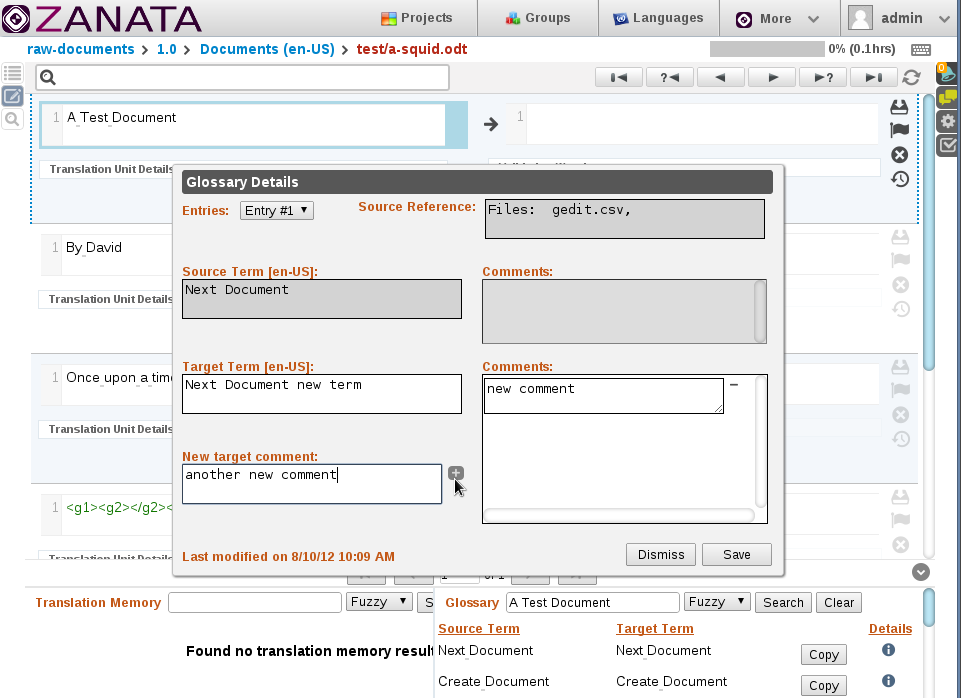 ZANATA
Projects
Groups
Languages
More
admin
raw-documents > 1.0 > Documents (en-US) > test/a-squid.odt
0% (0.1hrs)
0
1 A Test Document
1
Translation Unit Details
Glossary Details
Entries: Entry #1
Source Reference: Files: gedit.csv,
1 By David
Translation Unit Details
Source Term [en-US]:
Next Document
Comments:
1 Once upon a time
Translation Unit Details
Target Term [en-US]:
Next Document new term
Comments:
new comment
New target comment:
another new comment
1 <g1><g2></g2><
Translation Unit Details
Last modified on 8/10/12 10:09 AM
Dismiss
Save
Translation Memory
Fuzzy
S
Glossary
A Test Document
Fuzzy
Search
Clear
Found no translation memory result
Source Term
Target Term
Details
Next Document
Next Document
Copy
Create Document
Create Document
Copy